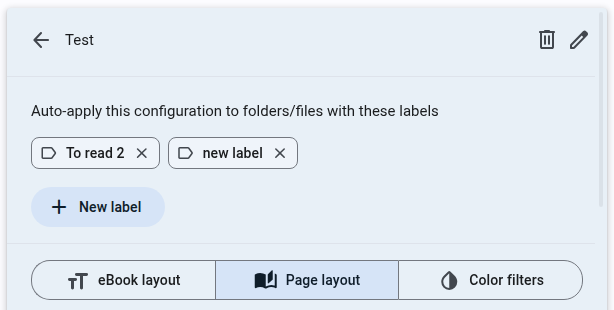 Test
Auto-apply this configuration to folders/files with these labels
To read 2
new label
New label
eBook layout
Page layout
Color filters